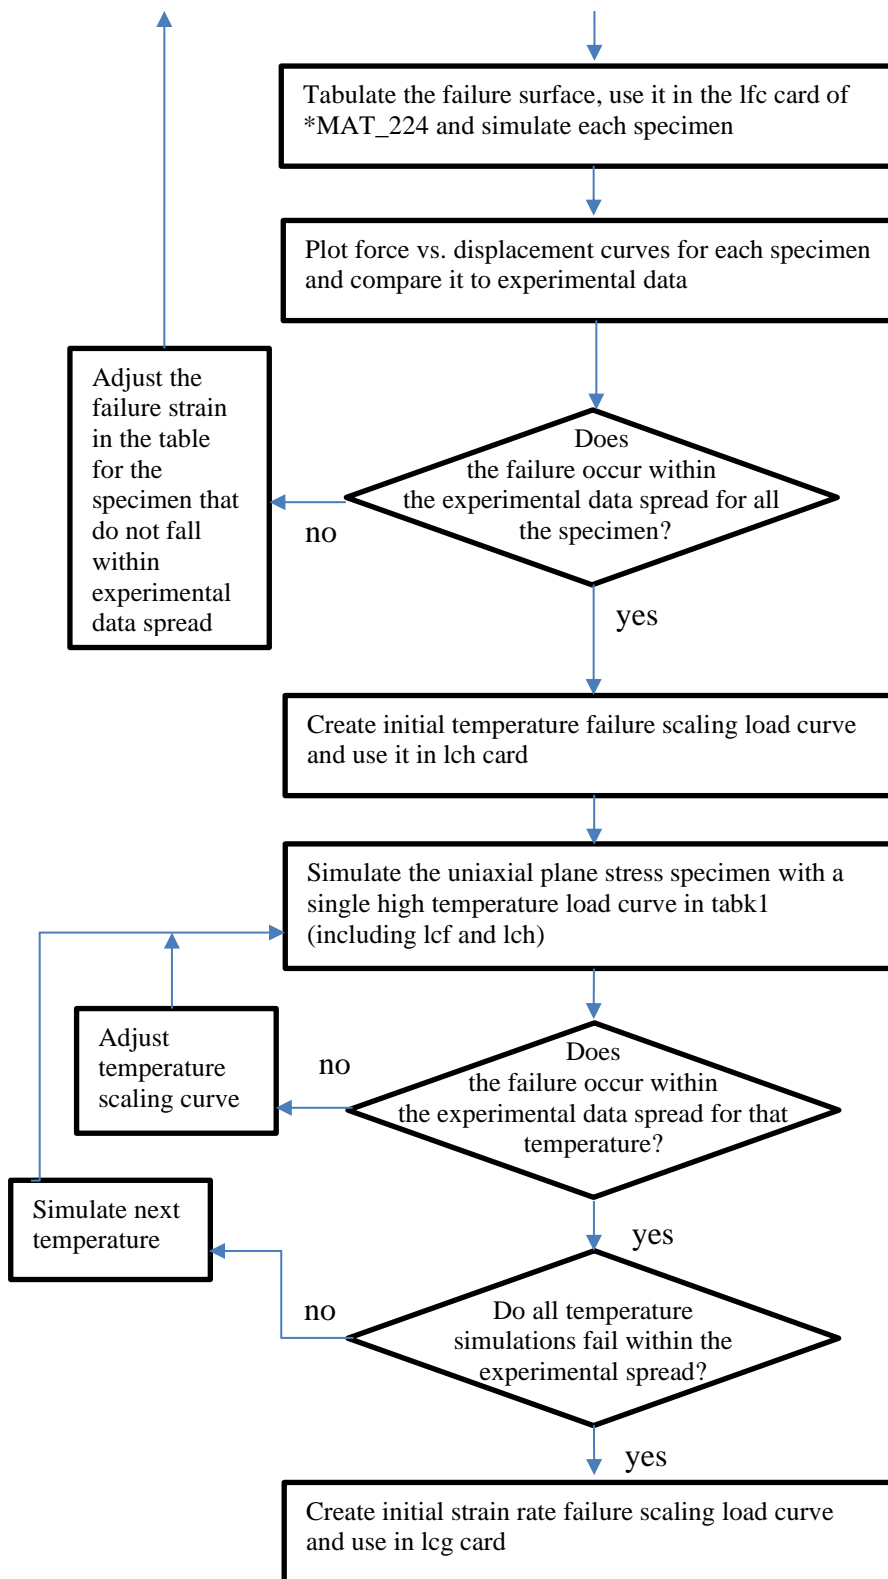 Tabulate the failure surface, use it in the lfc card of
*MAT_224 and simulate each specimen
Plot force vs. displacement curves for each specimen
and compare it to experimental data
Adjust the
failure strain
in the table
for the
specimen that
do not fall
within
experimental
data spread
Does
the failure occur within
the experimental data spread for all
the specimen?
no
yes
Create initial temperature failure scaling load curve
and use it in lch card
Simulate the uniaxial plane stress specimen with a
single high temperature load curve in tabk1
(including lcf and lch)
Adjust
temperature
scaling curve
no
Does
the failure occur within
the experimental data spread for that
temperature?
Simulate next
temperature
yes
no
Do all temperature
simulations fail within the
experimental spread?
yes
Create initial strain rate failure scaling load curve
and use in lcg card